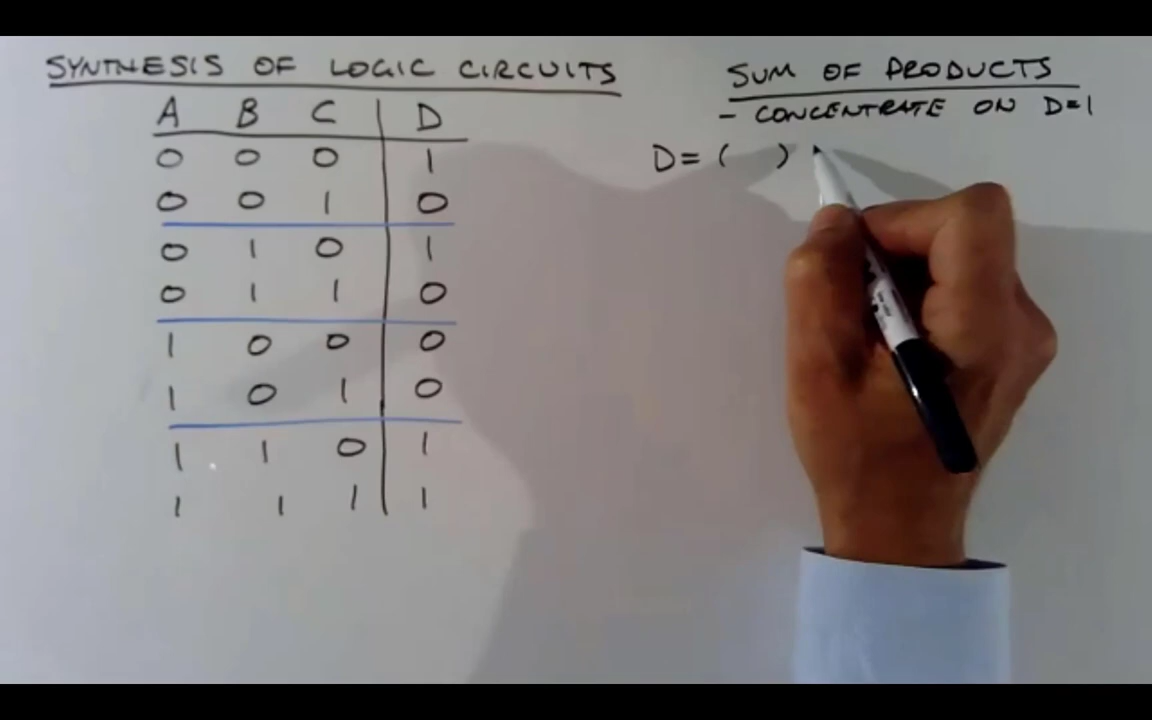 SYNTHESIS OF LOGIC CIRCUITS
A B C D
0 0 0 1
0 0 1 0
0 1 0 1
0 1 1 0
1 0 0 0
1 0 1 0
1 1 0 1
1 1 1 1
SUM OF PRODUCTS
- CONCENTRATE ON D=1
D= ( )